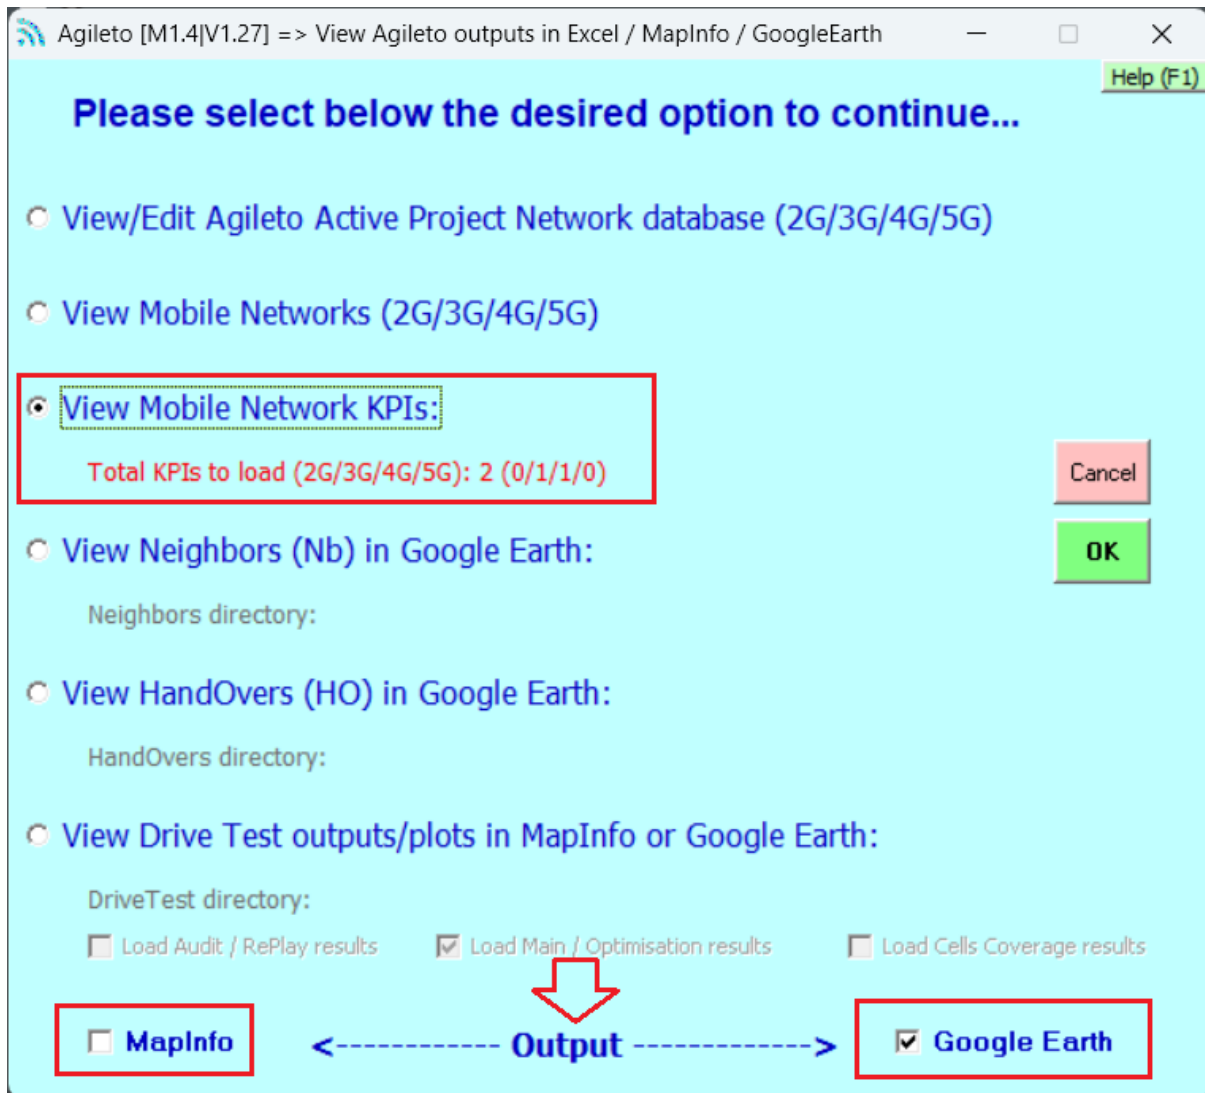 Agileto [M1.4|V1.27] => View Agileto outputs in Excel / MapInfo / GoogleEarth
Help (F1)
Please select below the desired option to continue...
View/Edit Agileto Active Project Network database (2G/3G/4G/5G)
View Mobile Networks (2G/3G/4G/5G)
View Mobile Network KPIs:
Total KPIs to load (2G/3G/4G/5G): 2 (0/1/1/0)
Cancel
OK
View Neighbors (Nb) in Google Earth:
Neighbors directory:
View HandOvers (HO) in Google Earth:
HandOvers directory:
View Drive Test outputs/plots in MapInfo or Google Earth:
DriveTest directory:
Load Audit / RePlay results Load Main / Optimisation results Load Cells Coverage results
MapInfo <------------ Output -------------> Google Earth